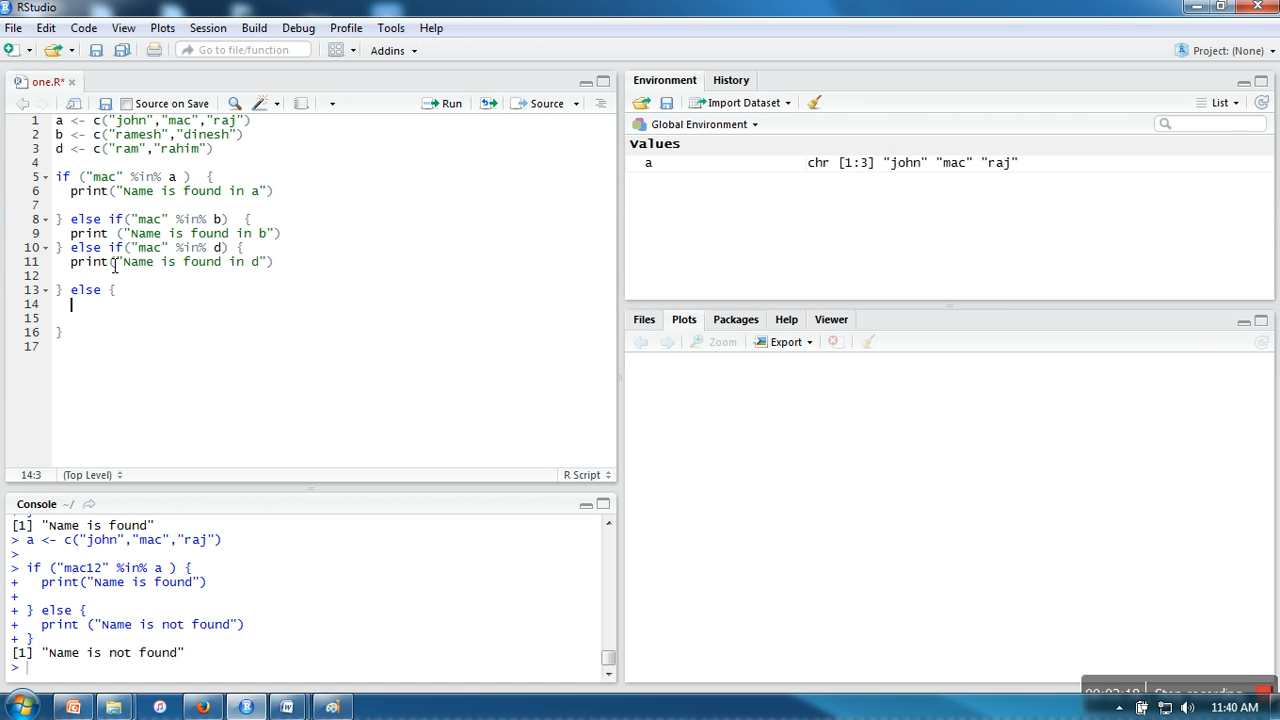 RStudio
File Edit Code View Plots Session Build Debug Profile Tools Help
Go to file/function Addins Project: (None)
one.R*
Source on Save Run Source
1 a <- c("john","mac","raj")
2 b <- c("ramesh","dinesh")
3 d <- c("ram","rahim")
4
5 if ("mac" %in% a )  {
6   print("Name is found in a")
7
8 } else if("mac" %in% b)  {
9   print ("Name is found in b")
10 } else if("mac" %in% d) {
11   print("Name is found in d")
12
13 } else {
14
15
16 }
17
14:3 (Top Level) R Script
Console ~/
[1] "Name is found"
> a <- c("john","mac","raj")
>
> if ("mac12" %in% a ) {
+   print("Name is found")
+
+ } else {
+   print ("Name is not found")
+ }
[1] "Name is not found"
>
Environment History
Import Dataset List
Global Environment
Values
a chr [1:3] "john" "mac" "raj"
Files Plots Packages Help Viewer
Zoom Export
11:40 AM